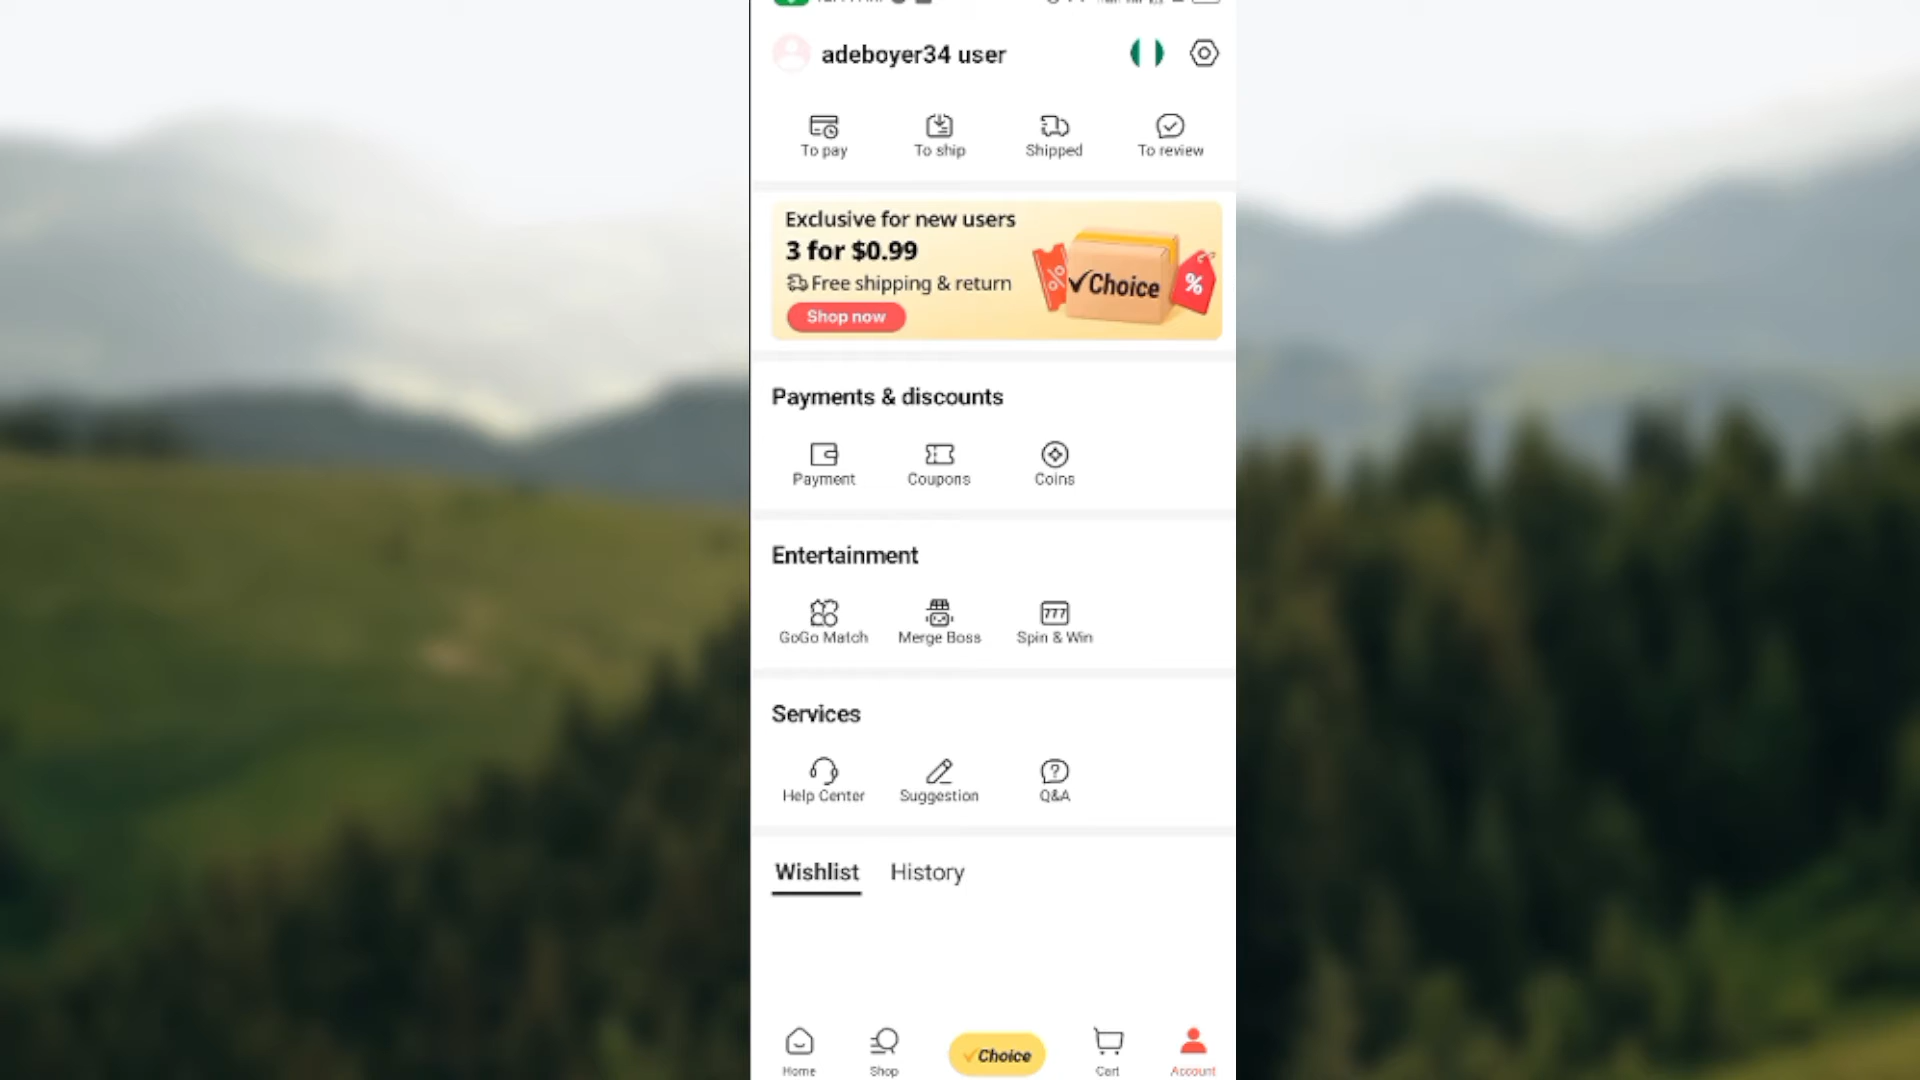 adeboyer34 user
To pay
To ship
Shipped
To review
Exclusive for new users
3 for $0.99
Free shipping & return
Shop now
% ✓Choice %
Payments & discounts
Payment
Coupons
Coins
Entertainment
777
GoGo Match
Merge Boss
Spin & Win
Services
?
Help Center
Suggestion
Q&A
Wishlist
History
Home
Shop
✓Choice
Cart
Account